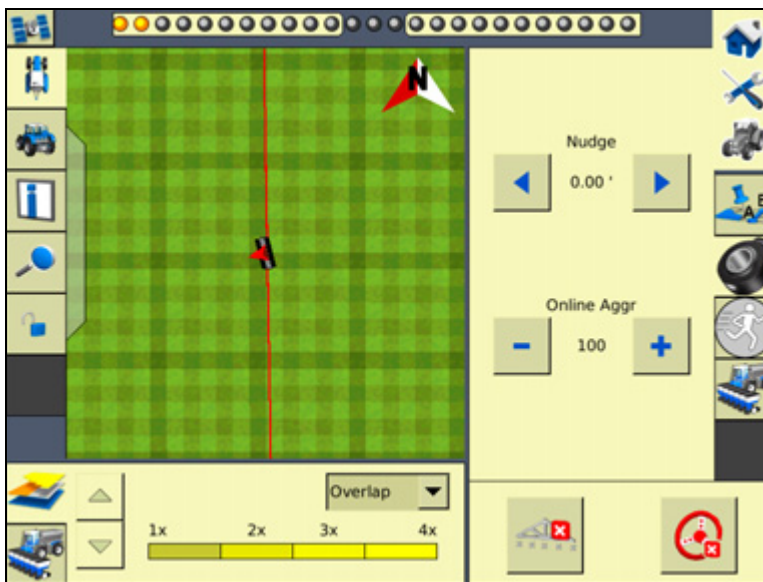 N
Nudge
0.00 '
A
Online Aggr
100
Overlap
1x 2x 3x 4x